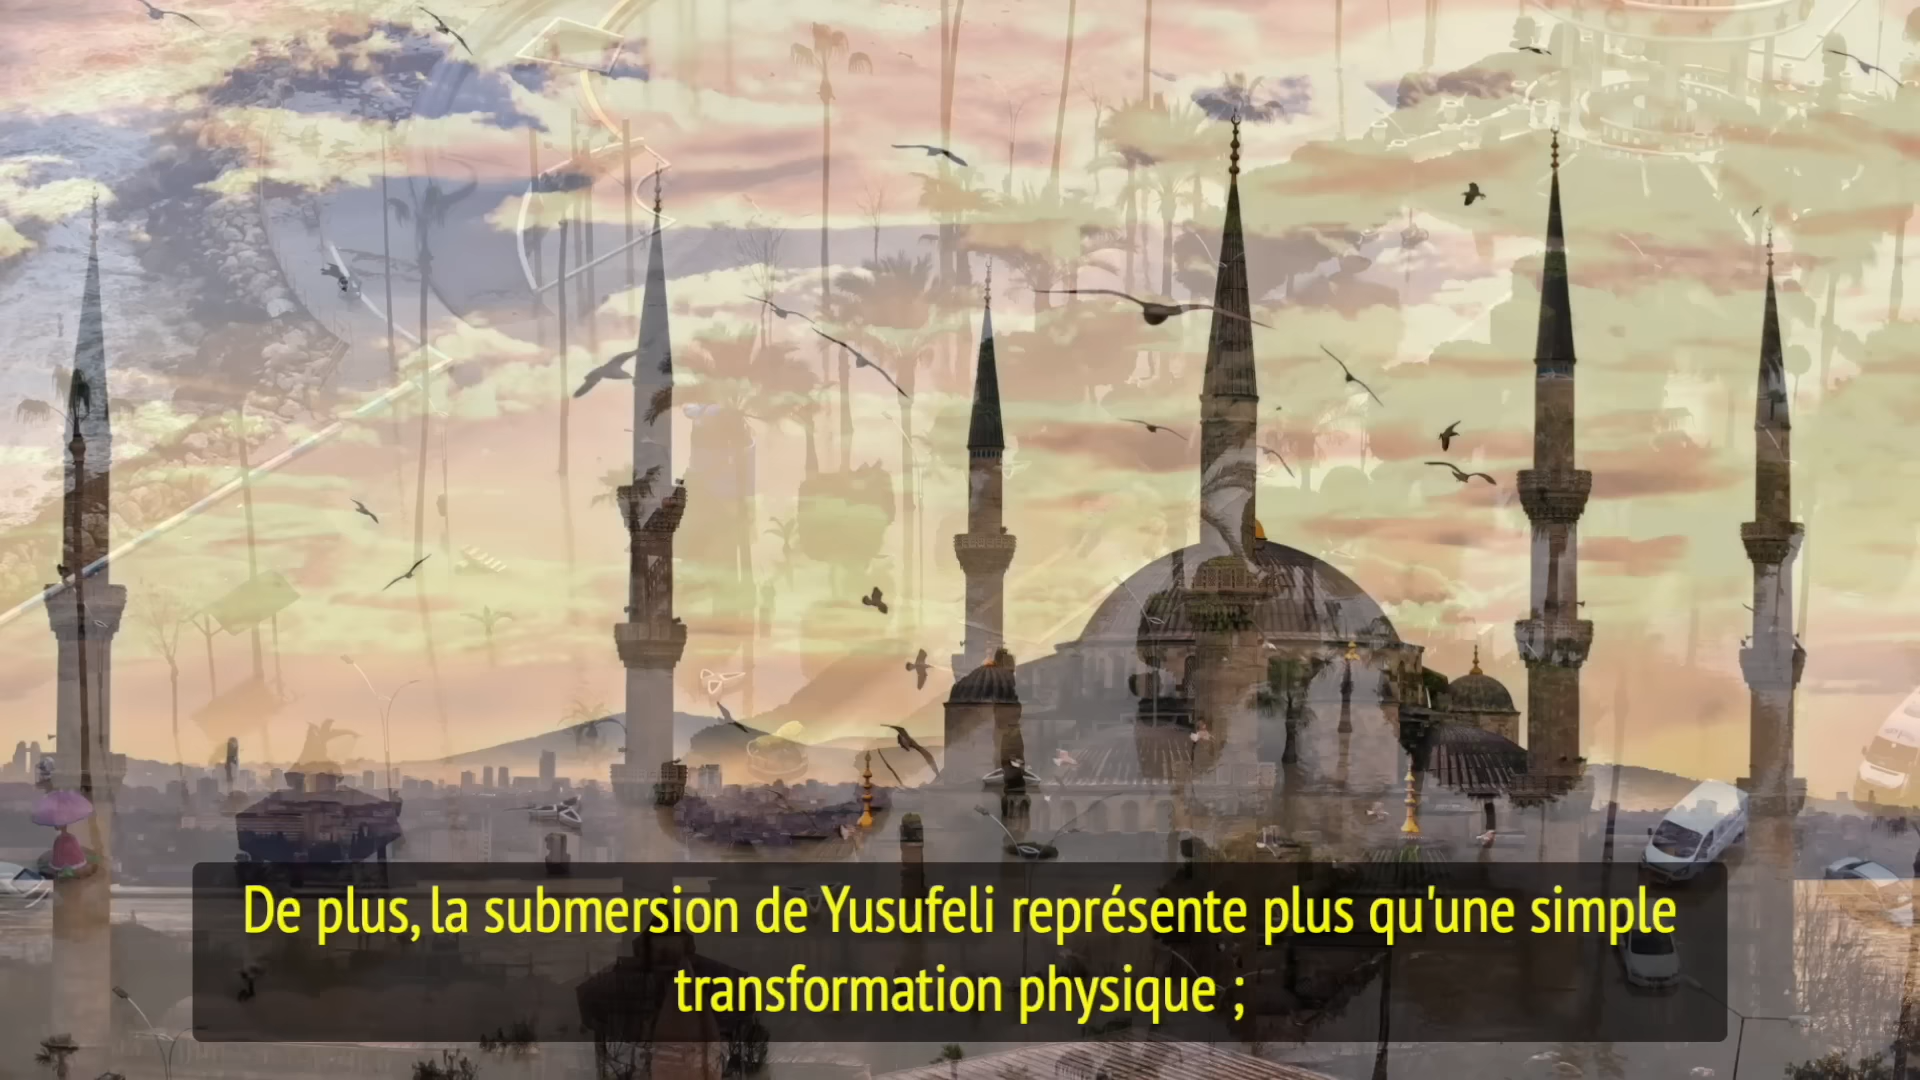 De plus, la submersion de Yusufeli représente plus qu'une simple
transformation physique ;